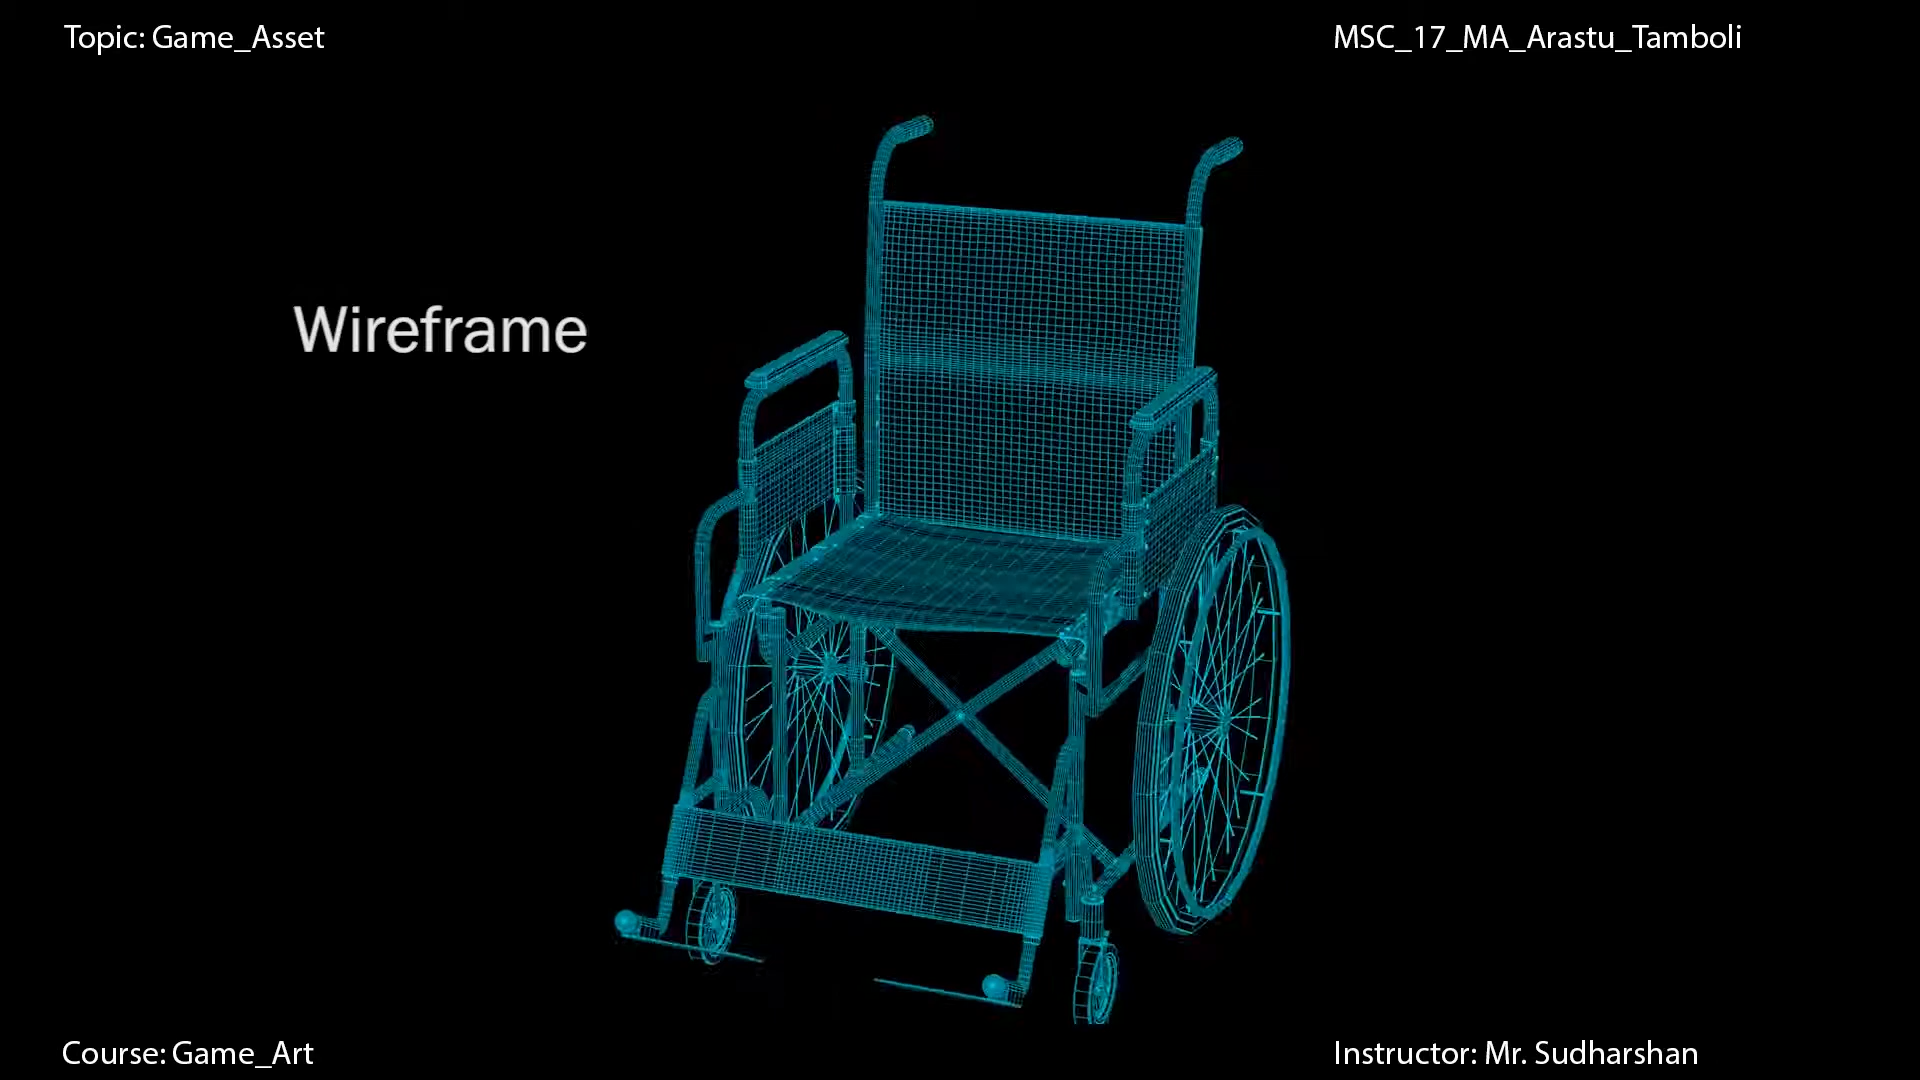 Topic: Game_Asset
MSC_17_MA_Arastu_Tamboli
Wireframe
Course: Game_Art
Instructor: Mr. Sudharshan